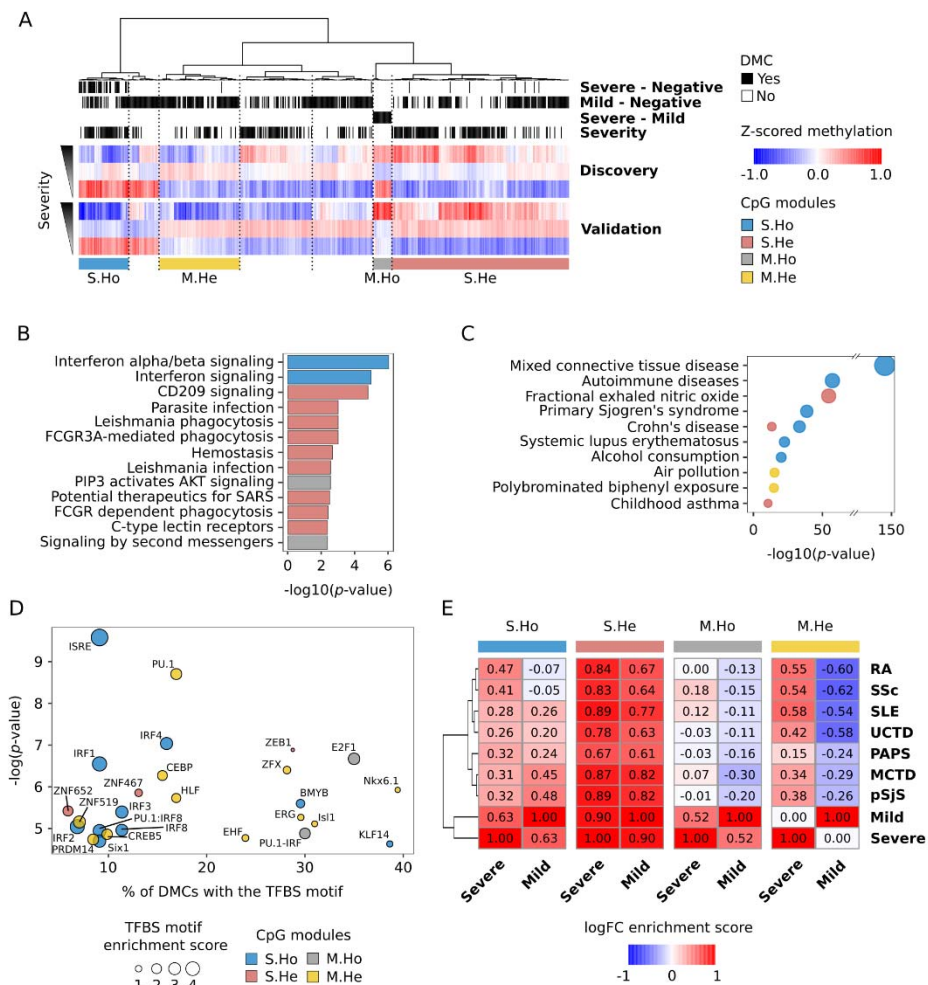 A
DMC
Yes
No
Severe - Negative
Mild - Negative
Severe - Mild
Severity
Z-scored methylation
-1.0 0.0 1.0
Discovery
Severity
Validation
CpG modules
S.Ho
S.He
M.Ho
M.He
S.Ho M.He M.Ho S.He
B
Interferon alpha/beta signaling
Interferon signaling
CD209 signaling
Parasite infection
Leishmania phagocytosis
FCGR3A-mediated phagocytosis
Hemostasis
Leishmania infection
PIP3 activates AKT signaling
Potential therapeutics for SARS
FCGR dependent phagocytosis
C-type lectin receptors
Signaling by second messengers
0 2 4 6
-log10(p-value)
C
Mixed connective tissue disease
Autoimmune diseases
Fractional exhaled nitric oxide
Primary Sjogren's syndrome
Crohn's disease
Systemic lupus erythematosus
Alcohol consumption
Air pollution
Polybrominated biphenyl exposure
Childhood asthma
0 50 150
-log10(p-value)
D
-log(p-value)
9
8
7
6
5
ISRE
PU.1
IRF4
ZEB1
E2F1
IRF1
CEBP
ZFX
ZNF467
HLF
Nkx6.1
ZNF652
ZNF519
IRF3
BMYB
PU.1:IRF8
ERG
Isl1
IRF8
IRF2
CREB5
EHF
PU.1-IRF
KLF14
PRDM14
Six1
10 20 30 40
% of DMCs with the TFBS motif
TFBS motif
enrichment score
1 2 3 4
CpG modules
S.Ho M.Ho
S.He M.He
E
S.Ho S.He M.Ho M.He
0.47 -0.07 0.84 0.67 0.00 -0.13 0.55 -0.60 RA
0.41 -0.05 0.83 0.64 0.18 -0.15 0.54 -0.62 SSc
0.28 0.26 0.89 0.77 0.12 -0.11 0.58 -0.54 SLE
0.26 0.20 0.78 0.63 -0.03 -0.11 0.42 -0.58 UCTD
0.32 0.24 0.67 0.61 -0.03 -0.16 0.15 -0.24 PAPS
0.31 0.45 0.87 0.82 0.07 -0.30 0.34 -0.29 MCTD
0.32 0.48 0.89 0.82 -0.01 -0.20 0.38 -0.26 pSjS
0.63 1.00 0.90 1.00 0.52 1.00 0.00 1.00 Mild
1.00 0.63 1.00 0.90 1.00 0.52 1.00 0.00 Severe
Severe Mild Severe Mild Severe Mild Severe Mild
logFC enrichment score
-1 0 1